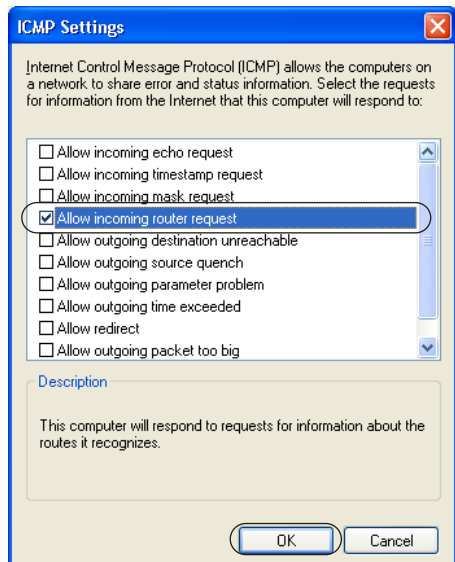 ICMP Settings
Internet Control Message Protocol (ICMP) allows the computers on
a network to share error and status information. Select the requests
for information from the Internet that this computer will respond to:
Allow incoming echo request
Allow incoming timestamp request
Allow incoming mask request
Allow incoming router request
Allow outgoing destination unreachable
Allow outgoing source quench
Allow outgoing parameter problem
Allow outgoing time exceeded
Allow redirect
Allow outgoing packet too big
Description
This computer will respond to requests for information about the
routes it recognizes.
OK
Cancel